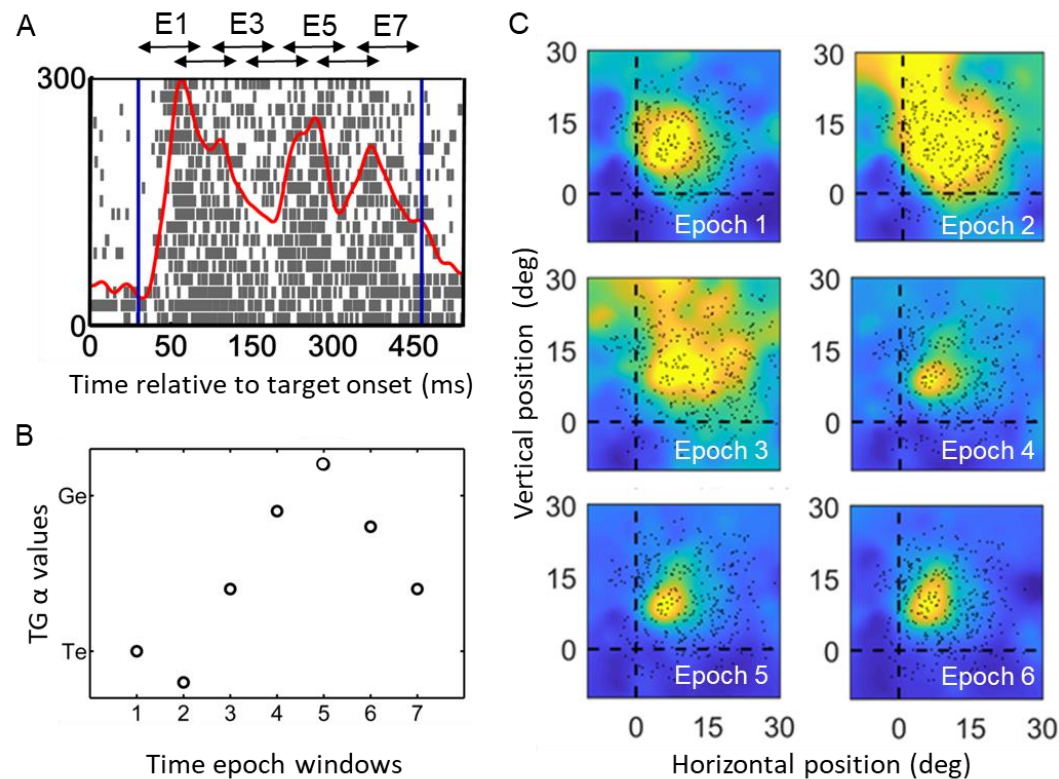 A
E1 E3 E5 E7
300
0
0 50 150 300 450
Time relative to target onset (ms)
B
TG α values
Ge
Te
1 2 3 4 5 6 7
Time epoch windows
C
Vertical position (deg)
30
15
0
Epoch 1
30
15
0
Epoch 2
30
15
0
Epoch 3
30
15
0
Epoch 4
30
15
0
Epoch 5
0 15 30
30
15
0
Epoch 6
0 15 30
Horizontal position (deg)